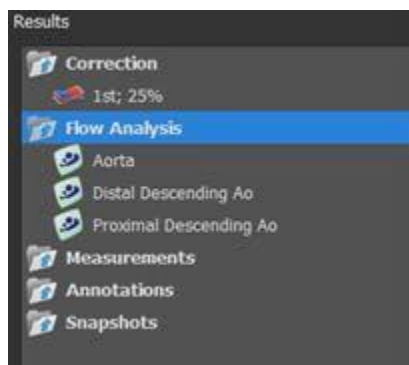 Results
Correction
1st; 25%
Flow Analysis
Aorta
Distal Descending Ao
Proximal Descending Ao
Measurements
Annotations
Snapshots